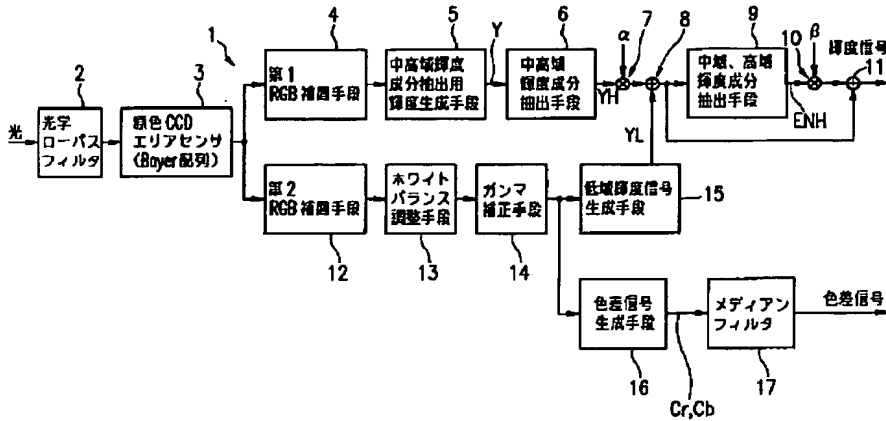 1
2
光
光学
ローパス
フィルタ
3
原色CCD
エリアセンサ
(Bayer配列)
4
第1
RGB補間手段
5
中高域輝度
成分抽出用
輝度生成手段
Y
6
中高域
輝度成分
抽出手段
YH
α
7
8
YL
9
中域、高域
輝度成分
抽出手段
ENH
10
β
輝度信号
11
第2
RGB補間手段
12
ホワイト
バランス
調整手段
13
ガンマ
補正手段
14
低域輝度信号
生成手段
15
色差信号
生成手段
16
Cr,Cb
メディアン
フィルタ
17
色差信号